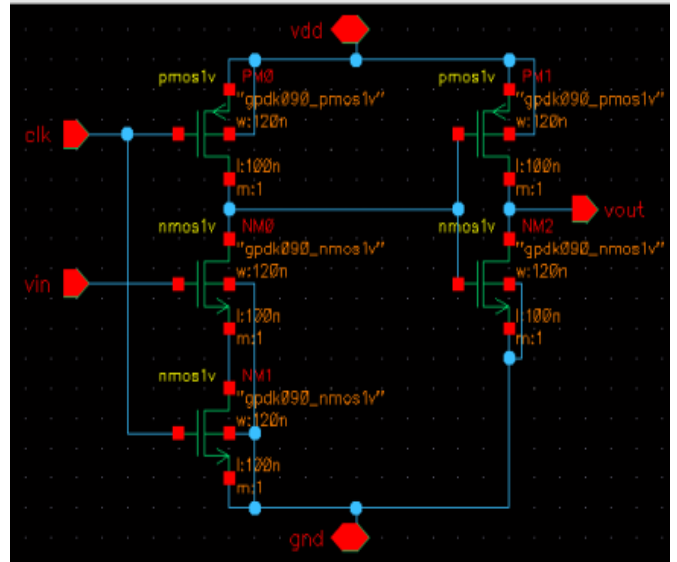 vdd
pmos1v PM0
"gpdk090_pmos1v"
w:120n
l:100n
m:1
pmos1v PM1
"gpdk090_pmos1v"
w:120n
l:100n
m:1
clk
vout
nmos1v NM0
"gpdk090_nmos1v"
w:120n
l:100n
m:1
nmos1v NM2
"gpdk090_nmos1v"
w:120n
l:100n
m:1
vin
nmos1v NM1
"gpdk090_nmos1v"
w:120n
l:100n
m:1
gnd